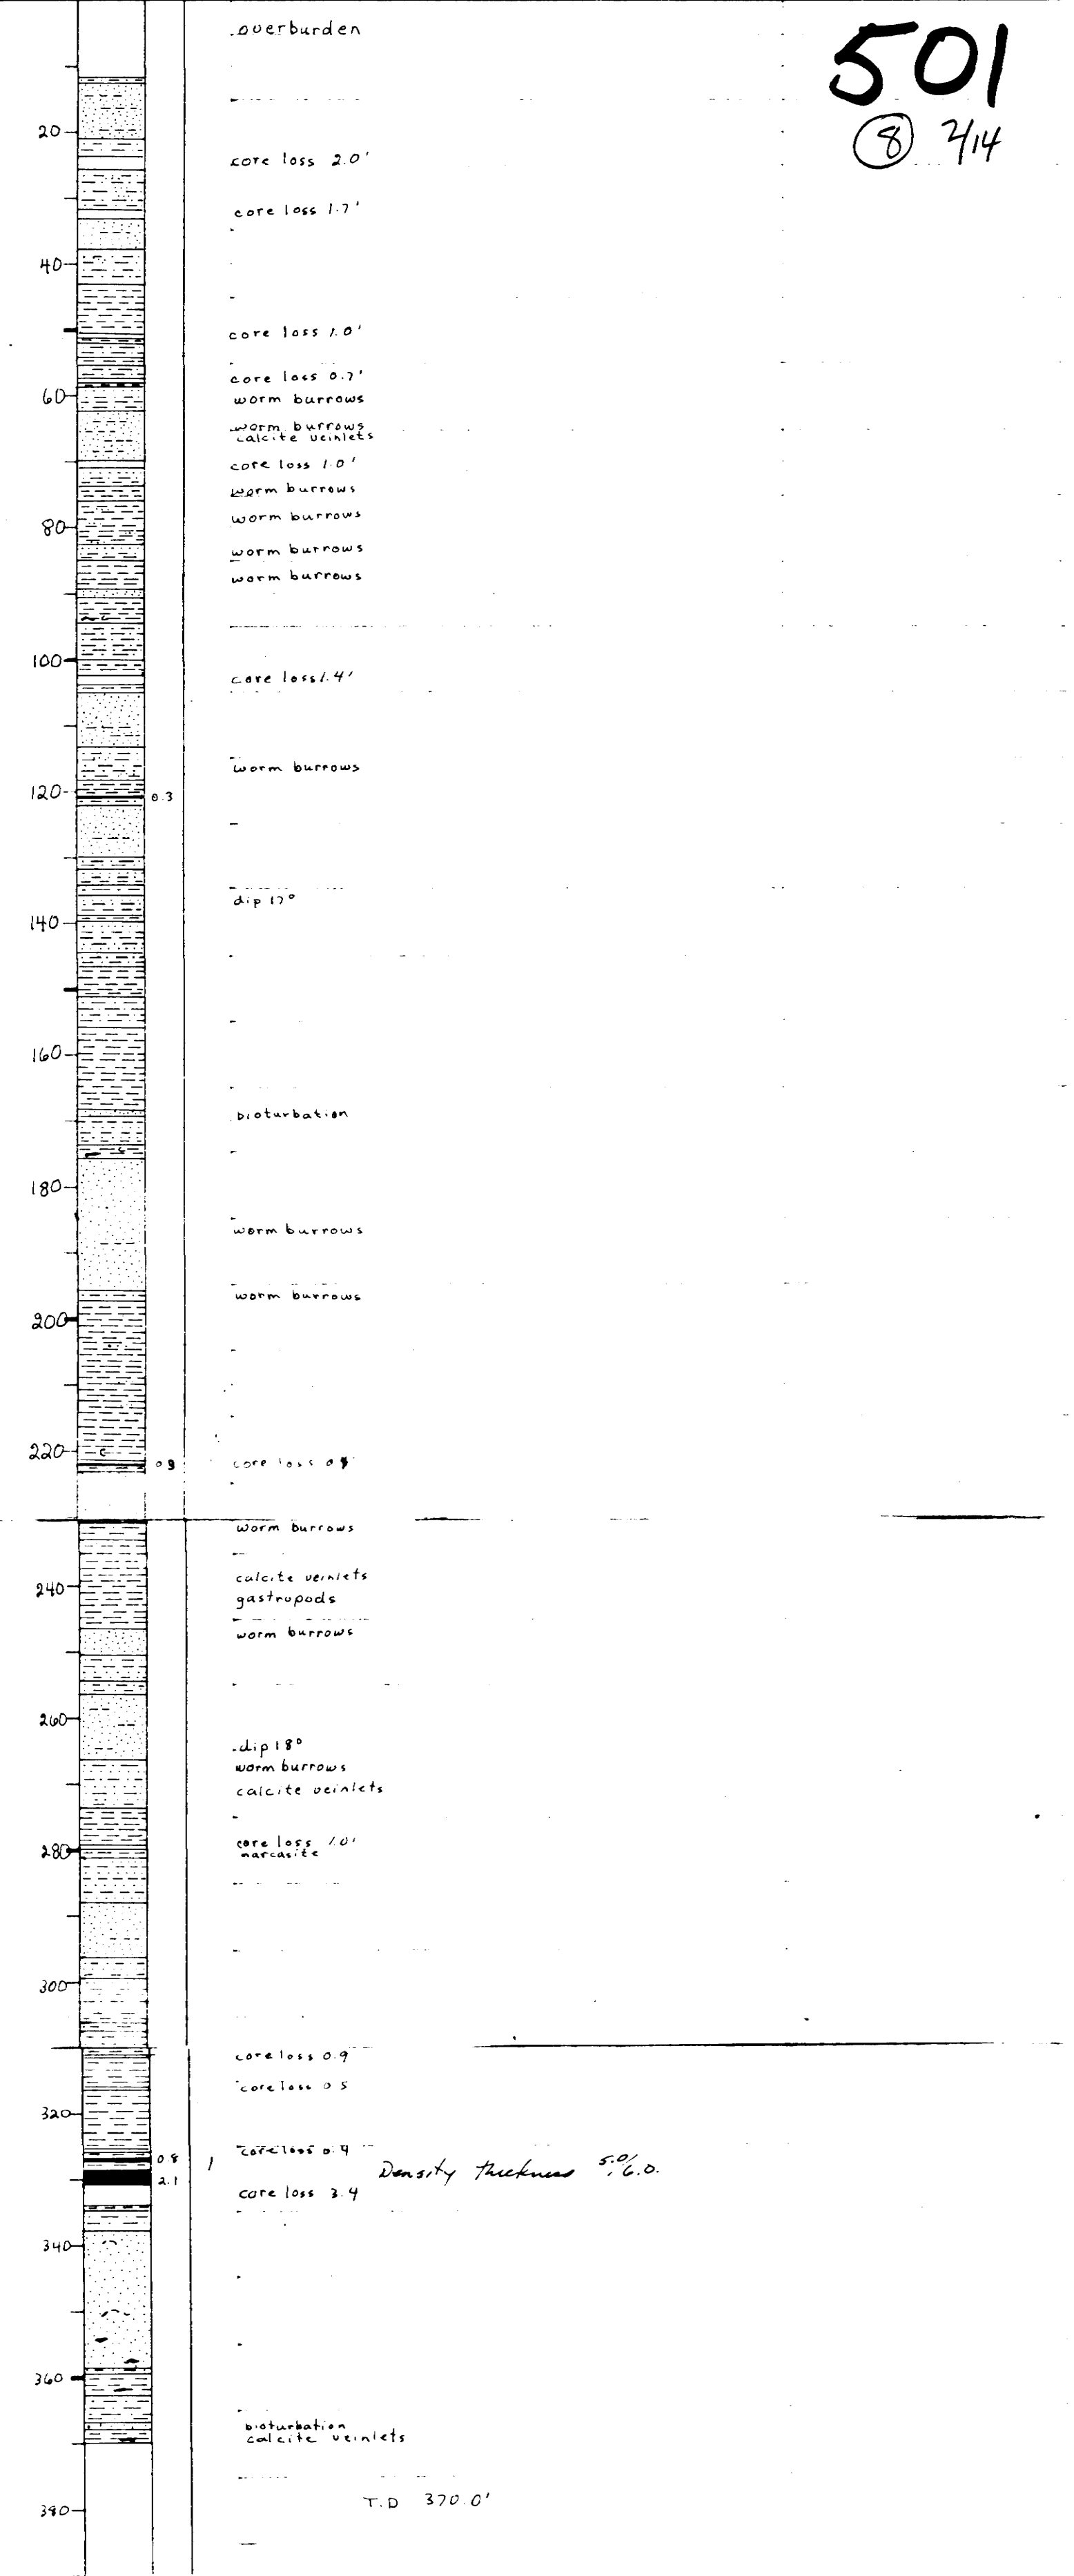 overburden
501
8 2/14
20
core loss 2.0'
core loss 1.7'
40
core loss 1.0'
core loss 0.7'
60
worm burrows
worm burrows
calcite veinlets
core loss 1.0'
worm burrows
80
worm burrows
worm burrows
worm burrows
c
100
core loss 1.4'
worm burrows
120
0.3
dip 17°
140
160
bioturbation
c
180
worm burrows
worm burrows
200
220
c
core loss
worm burrows
calcite veinlets
240
gastropods
worm burrows
260
dip 18°
worm burrows
calcite veinlets
core loss 1.0'
280
marcasite
300
core loss 0.9
core loss 0.5
320
core loss 0.4
0.8
1
Density thickness 5.0/6.0.
2.1
core loss 3.4
340
360
bioturbation
calcite veinlets
T.D 370.0'
380